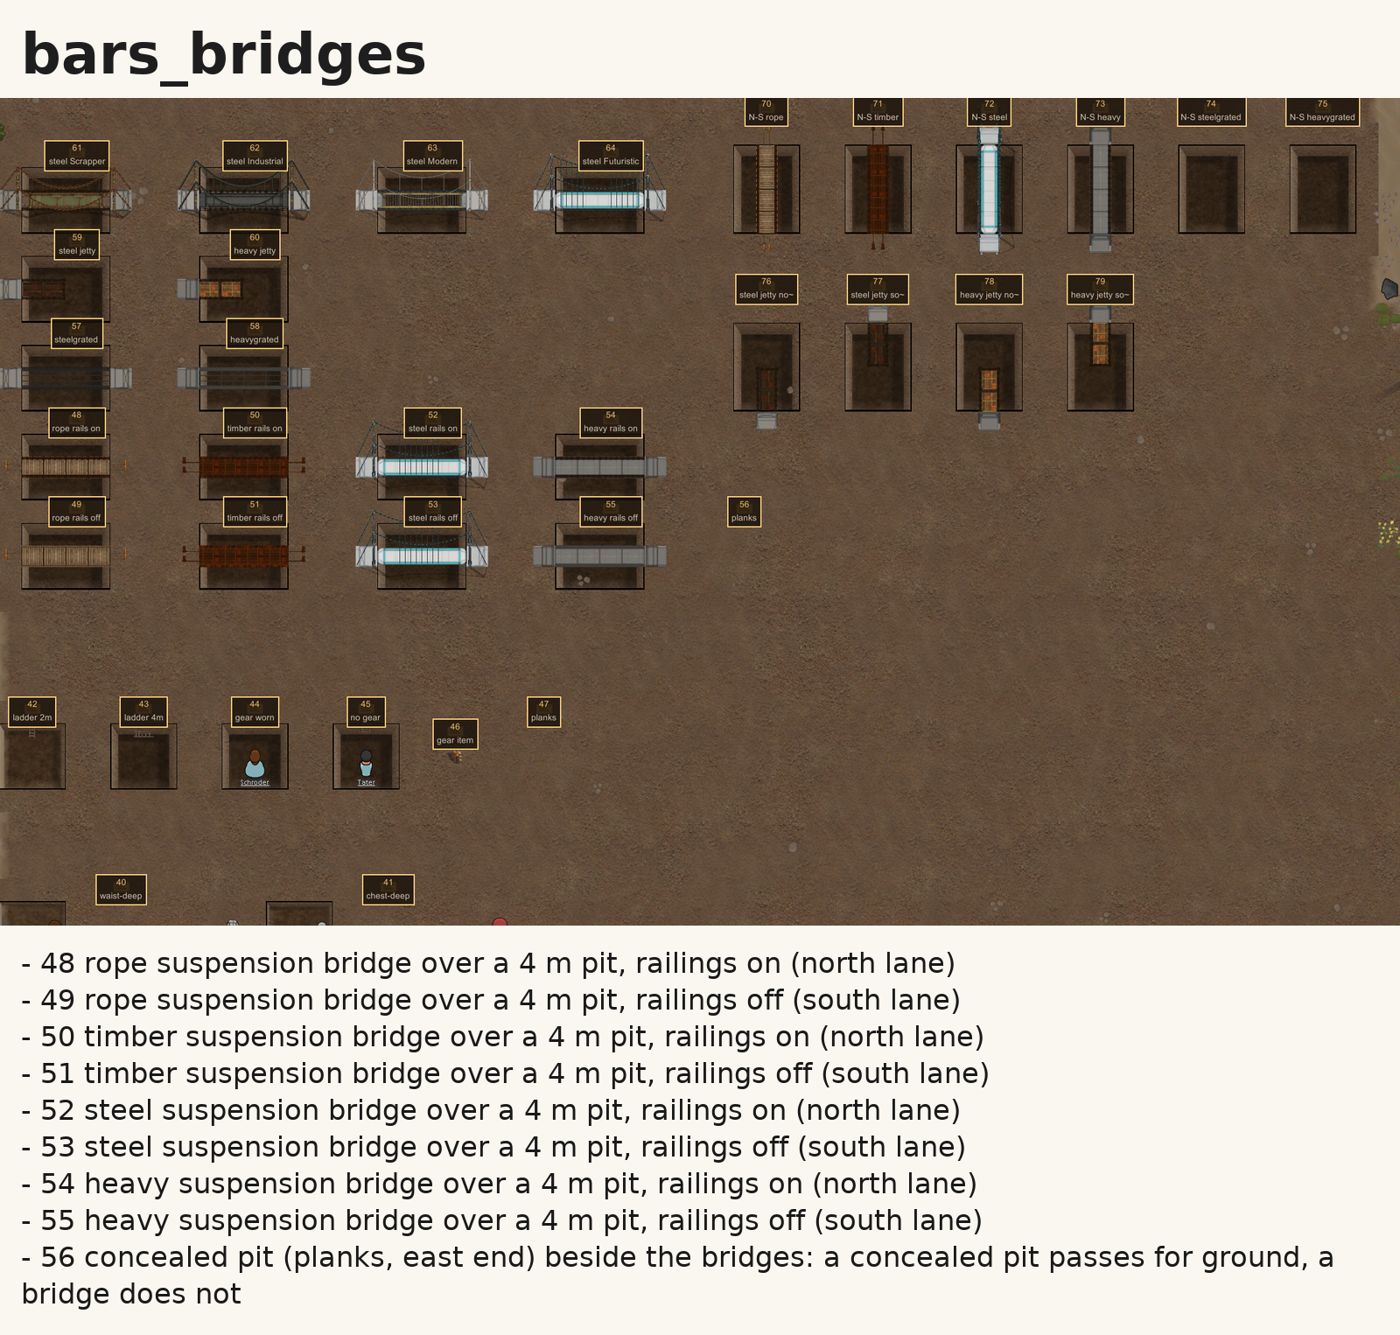 bars_bridges
70
N-S rope
71
N-S timber
72
N-S steel
73
N-S heavy
74
N-S steelgrated
75
N-S heavygrated
61
steel Scrapper
62
steel Industrial
63
steel Modern
64
steel Futuristic
59
steel jetty
60
heavy jetty
76
steel jetty no~
77
steel jetty so~
78
heavy jetty no~
79
heavy jetty so~
57
steelgrated
58
heavygrated
48
rope rails on
50
timber rails on
52
steel rails on
54
heavy rails on
49
rope rails off
51
timber rails off
53
steel rails off
55
heavy rails off
56
planks
42
ladder 2m
43
ladder 4m
44
gear worn
45
no gear
46
gear item
47
planks
Schroder
Tater
40
waist-deep
41
chest-deep
- 48 rope suspension bridge over a 4 m pit, railings on (north lane)
- 49 rope suspension bridge over a 4 m pit, railings off (south lane)
- 50 timber suspension bridge over a 4 m pit, railings on (north lane)
- 51 timber suspension bridge over a 4 m pit, railings off (south lane)
- 52 steel suspension bridge over a 4 m pit, railings on (north lane)
- 53 steel suspension bridge over a 4 m pit, railings off (south lane)
- 54 heavy suspension bridge over a 4 m pit, railings on (north lane)
- 55 heavy suspension bridge over a 4 m pit, railings off (south lane)
- 56 concealed pit (planks, east end) beside the bridges: a concealed pit passes for ground, a
bridge does not